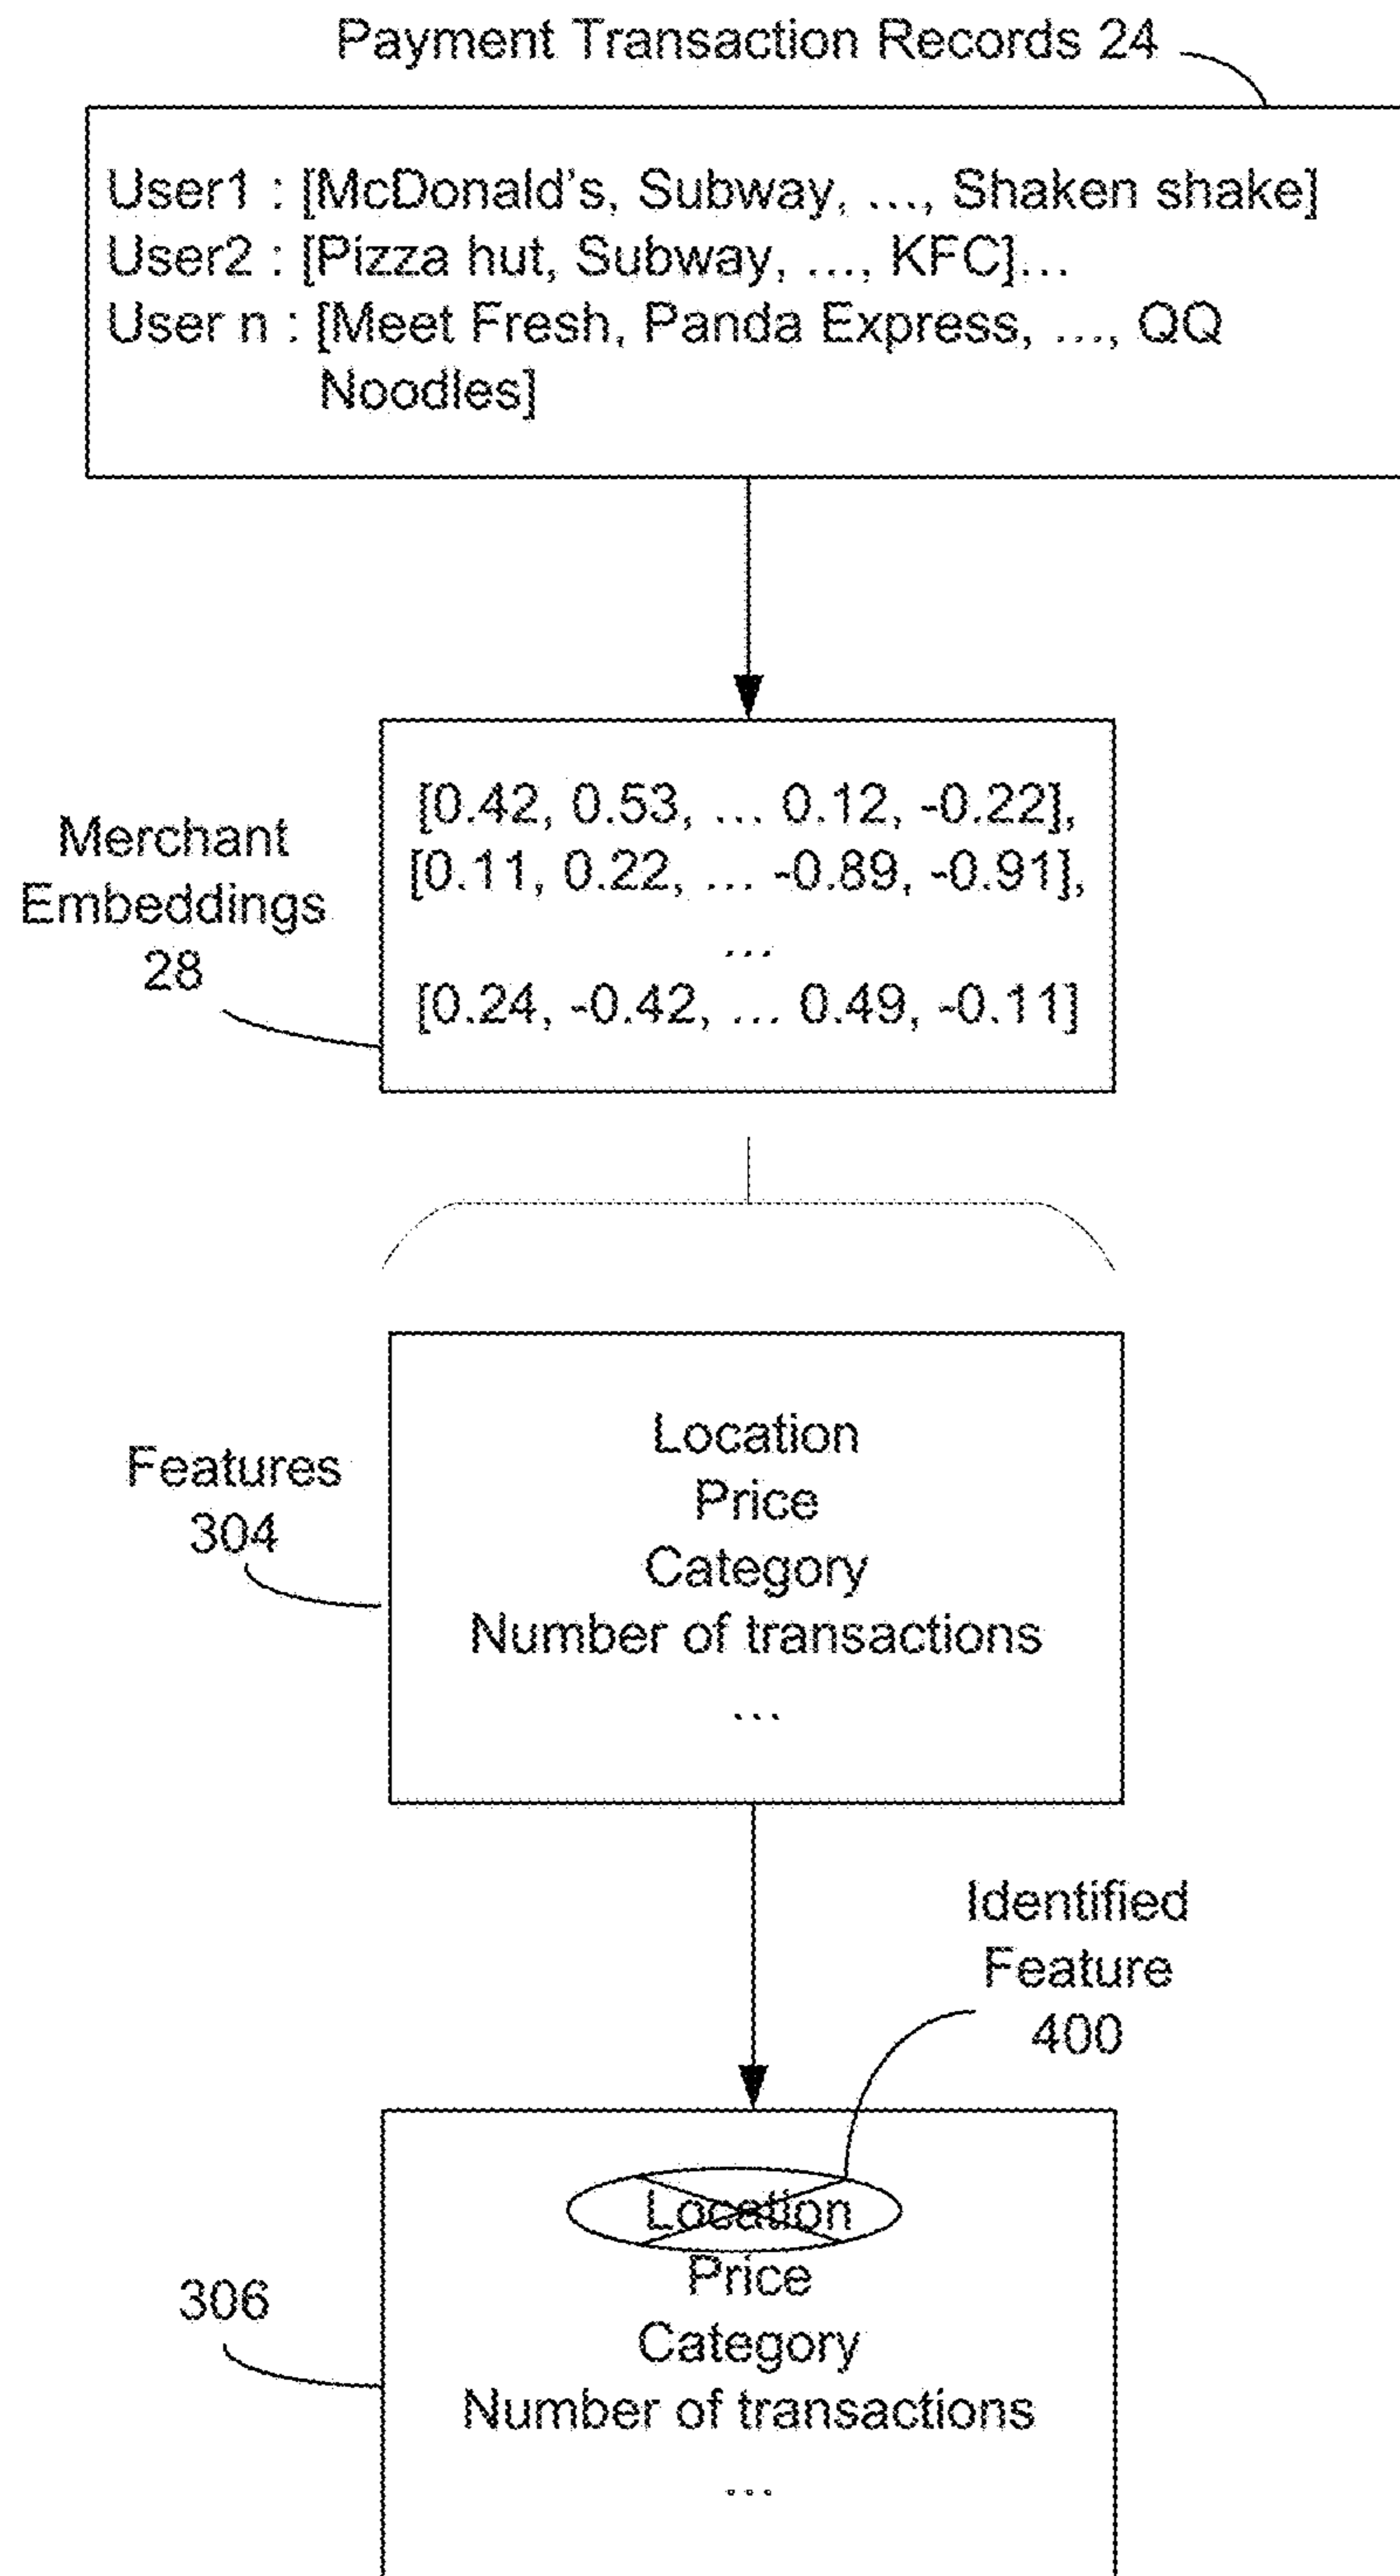 Payment Transaction Records 24
User1 : [McDonald's, Subway, ..., Shaken shake]
User2 : [Pizza hut, Subway, ..., KFC]...
User n : [Meet Fresh, Panda Express, ..., QQ
Noodles]
Merchant
Embeddings
28
[0.42, 0.53, ... 0.12, -0.22],
[0.11, 0.22, ... -0.89, -0.91],
...
[0.24, -0.42, ... 0.49, -0.11]
Features
304
Location
Price
Category
Number of transactions
...
Identified
Feature
400
306
Location
Price
Category
Number of transactions
...